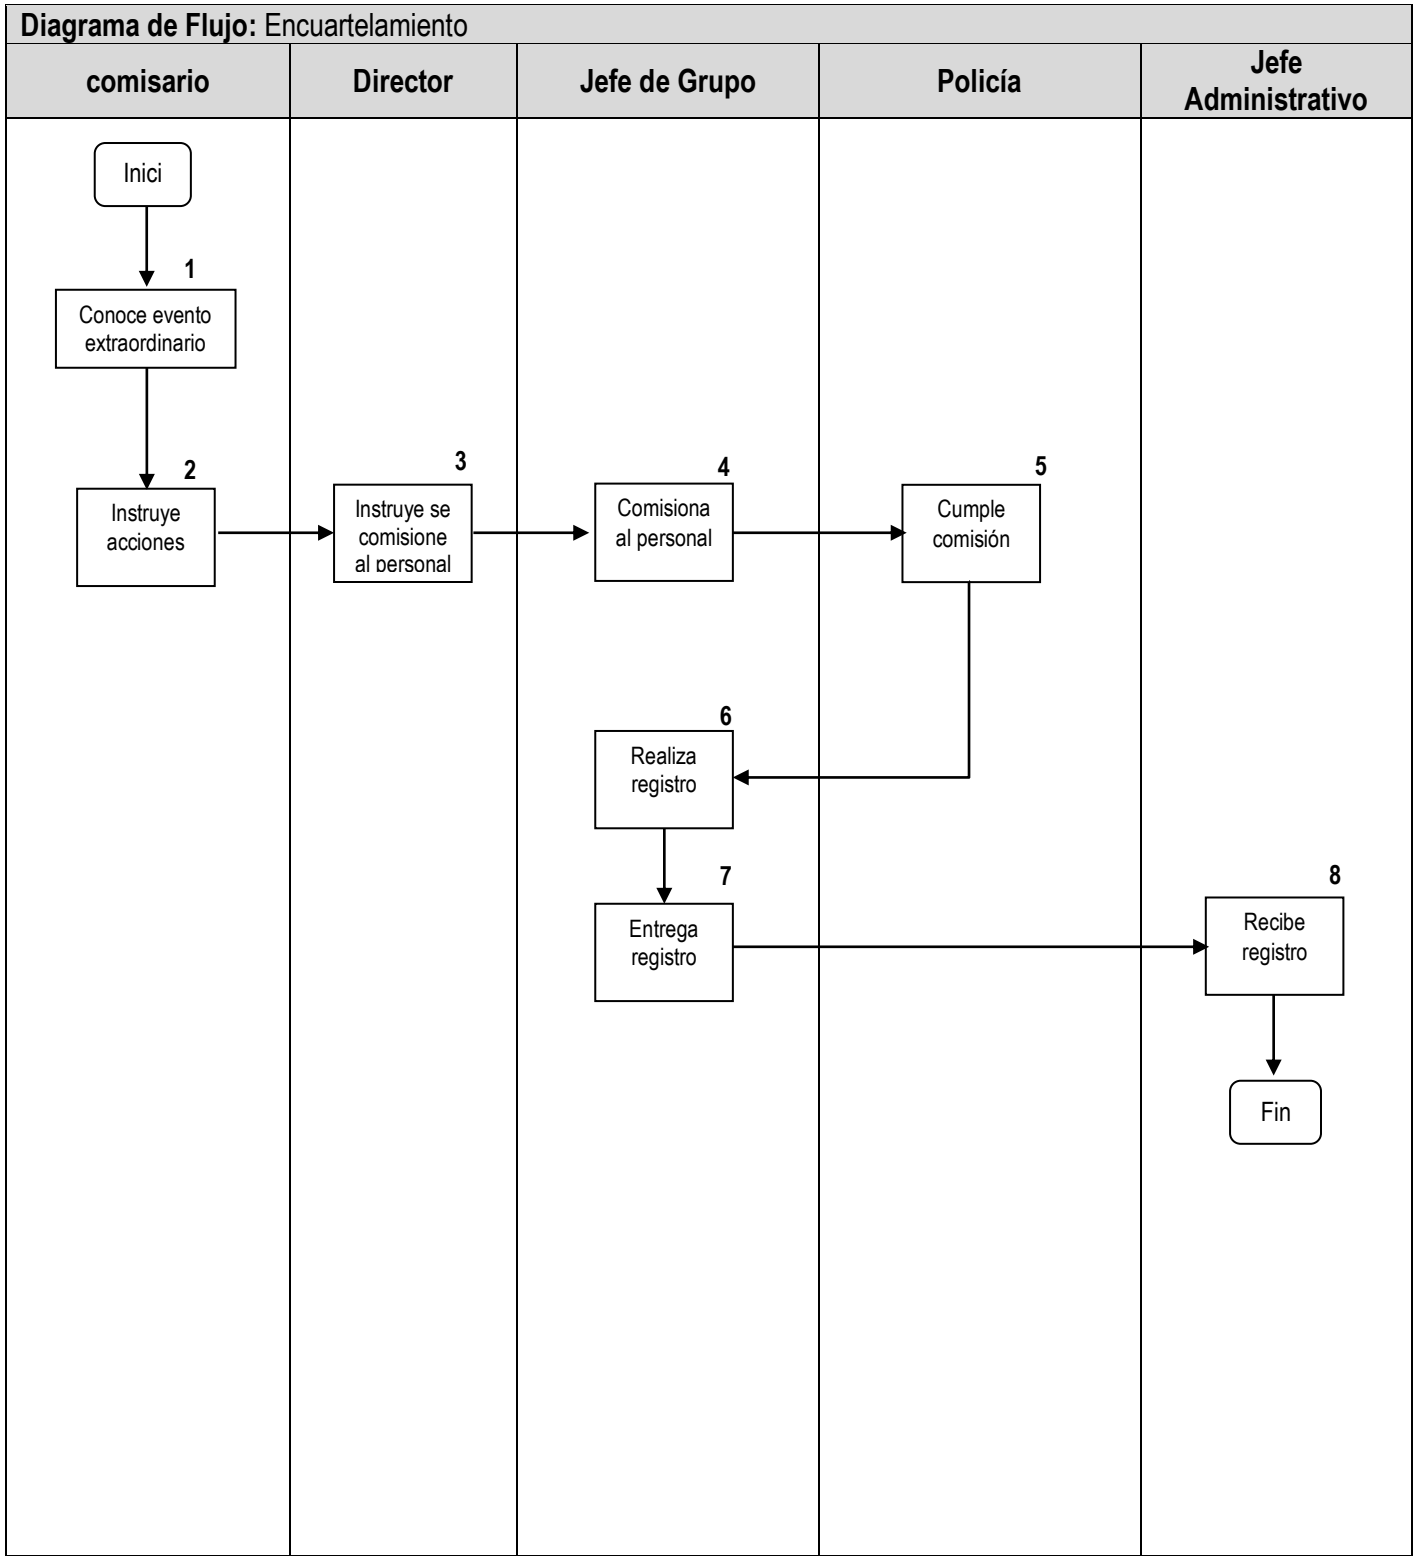 Diagrama de Flujo: Encuartelamiento
comisario
Director
Jefe de Grupo
Policía
Jefe
Administrativo
Inici
1
Conoce evento
extraordinario
2
Instruye
acciones
3
Instruye se
comisione
al personal
4
Comisiona
al personal
5
Cumple
comisión
6
Realiza
registro
7
Entrega
registro
8
Recibe
registro
Fin